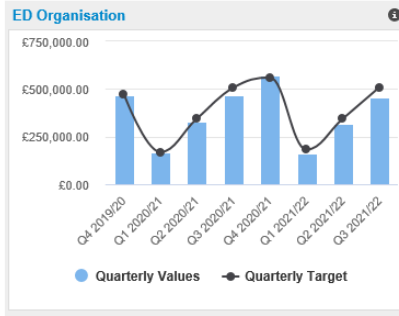 ED Organisation
£750,000.00
£500,000.00
£250,000.00
£0.00
Q4 2019/20
Q1 2020/21
Q2 2020/21
Q3 2020/21
Q4 2020/21
Q1 2021/22
Q2 2021/22
Q3 2021/22
Quarterly Values
Quarterly Target